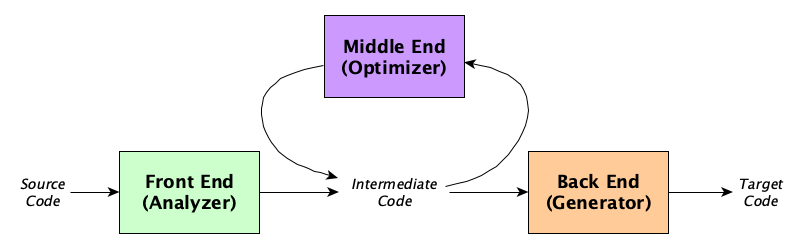 Middle End
(Optimizer)
Source
Code
Front End
(Analyzer)
Intermediate
Code
Back End
(Generator)
Target
Code